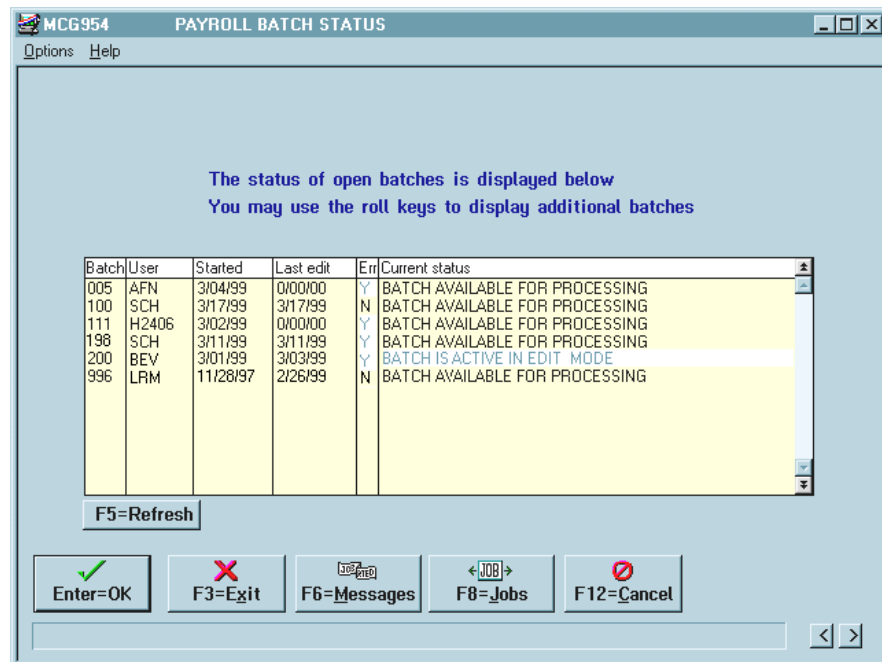 MCG954 PAYROLL BATCH STATUS
Options Help
The status of open batches is displayed below
You may use the roll keys to display additional batches
Batch User Started Last edit Err Current status
005 AFN 3/04/99 0/00/00 Y BATCH AVAILABLE FOR PROCESSING
100 SCH 3/17/99 3/17/99 N BATCH AVAILABLE FOR PROCESSING
111 H2406 3/02/99 0/00/00 Y BATCH AVAILABLE FOR PROCESSING
198 SCH 3/11/99 3/11/99 Y BATCH AVAILABLE FOR PROCESSING
200 BEV 3/01/99 3/03/99 Y BATCH IS ACTIVE IN EDIT MODE
996 LRM 11/28/97 2/26/99 N BATCH AVAILABLE FOR PROCESSING
F5=Refresh
JOB
Enter=OK F3=Exit F6=Messages F8=Jobs F12=Cancel